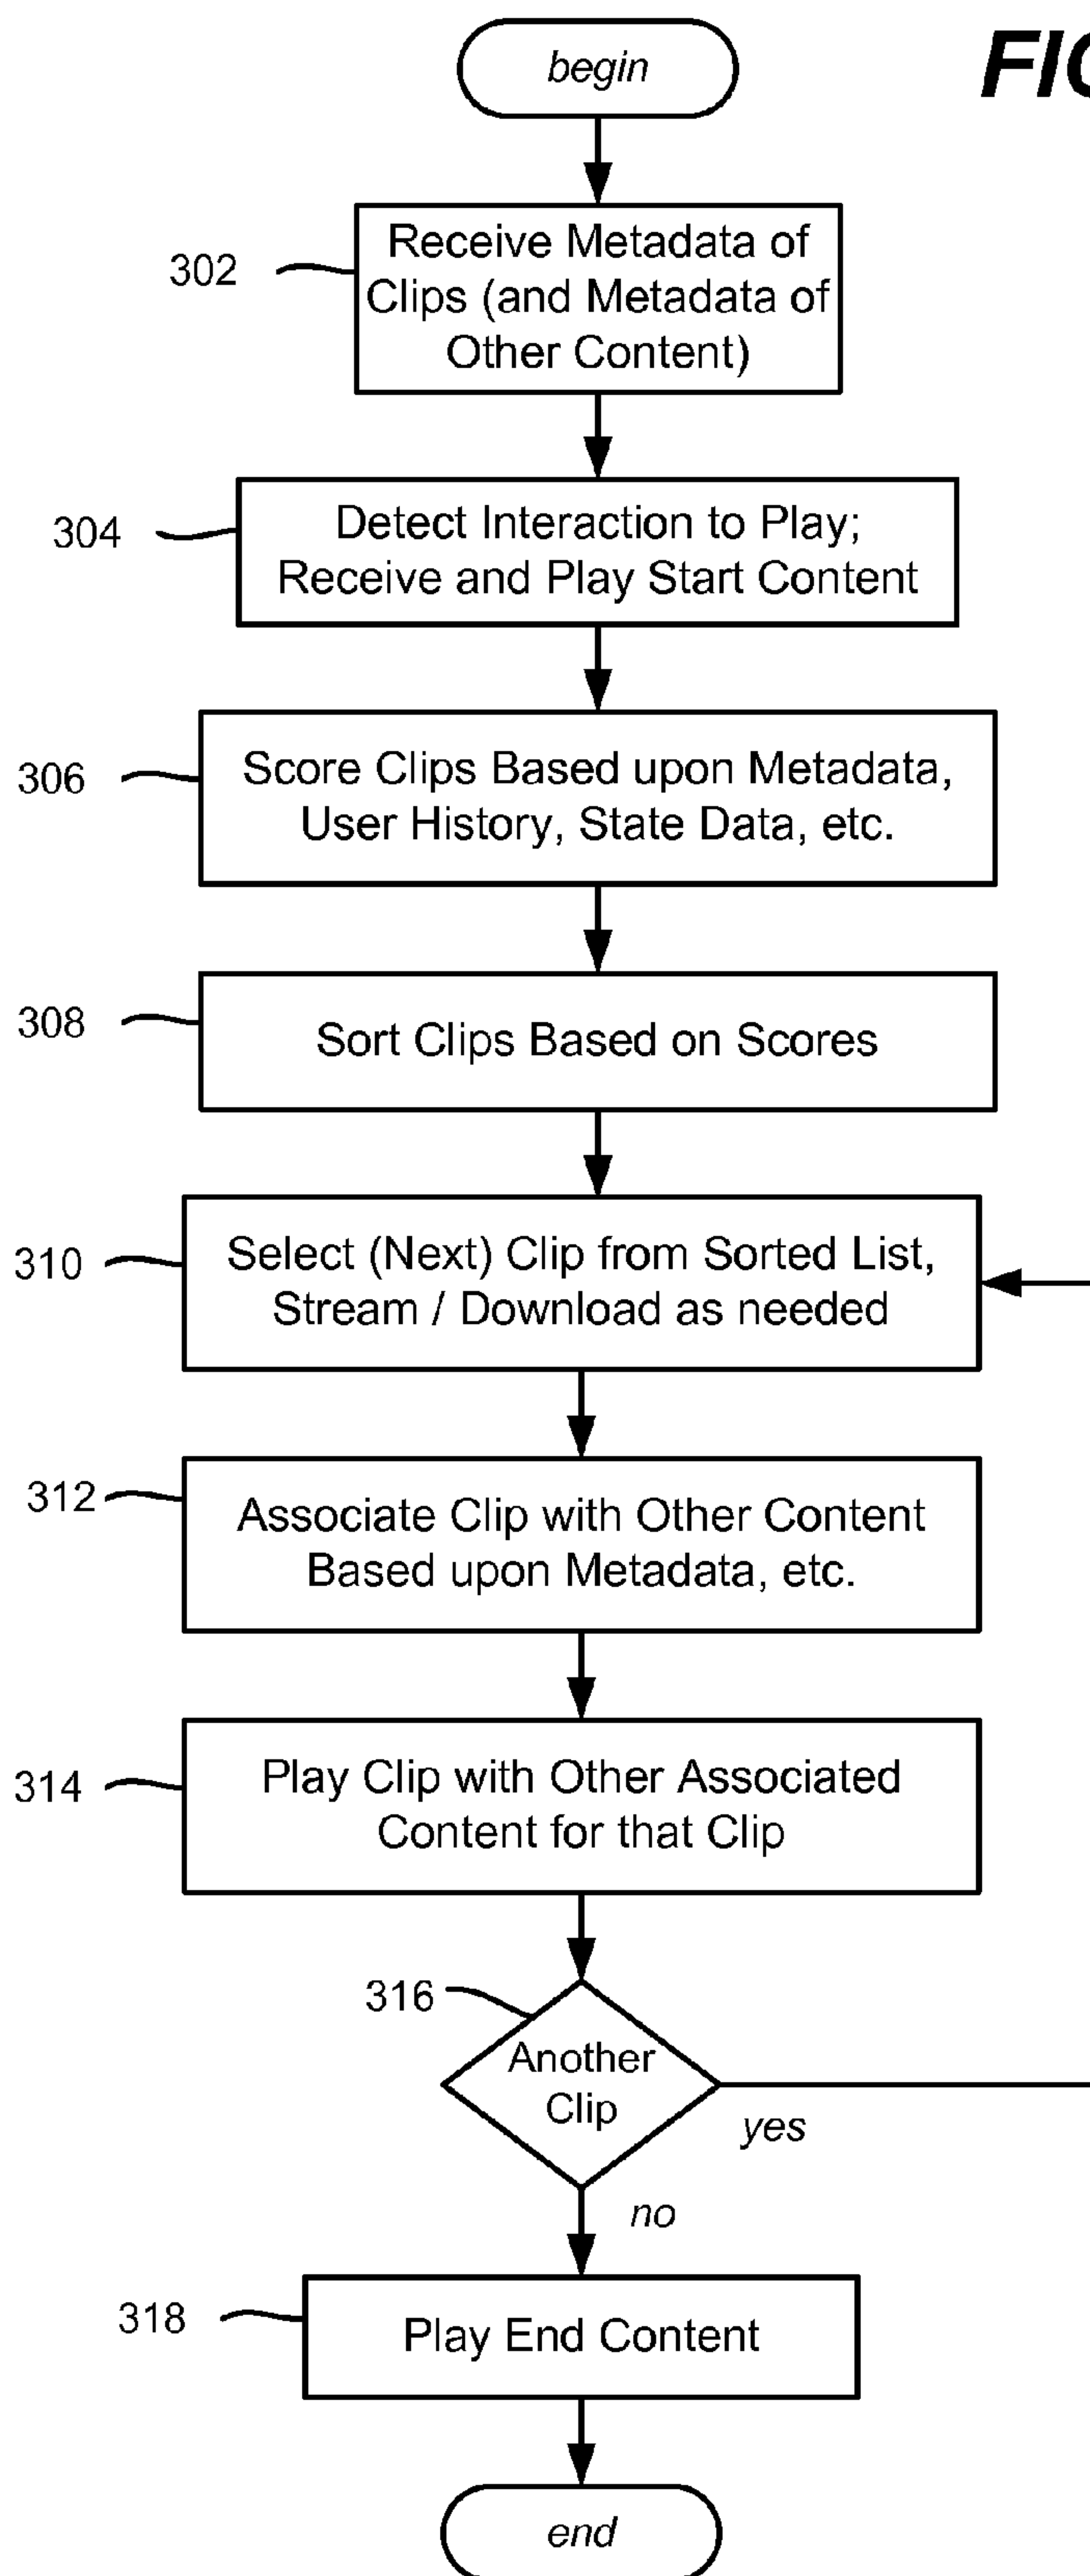 begin
FIG
302
Receive Metadata of
Clips (and Metadata of
Other Content)
304
Detect Interaction to Play;
Receive and Play Start Content
306
Score Clips Based upon Metadata,
User History, State Data, etc.
308
Sort Clips Based on Scores
310
Select (Next) Clip from Sorted List,
Stream / Download as needed
312
Associate Clip with Other Content
Based upon Metadata, etc.
314
Play Clip with Other Associated
Content for that Clip
316
Another
Clip
yes
no
318
Play End Content
end